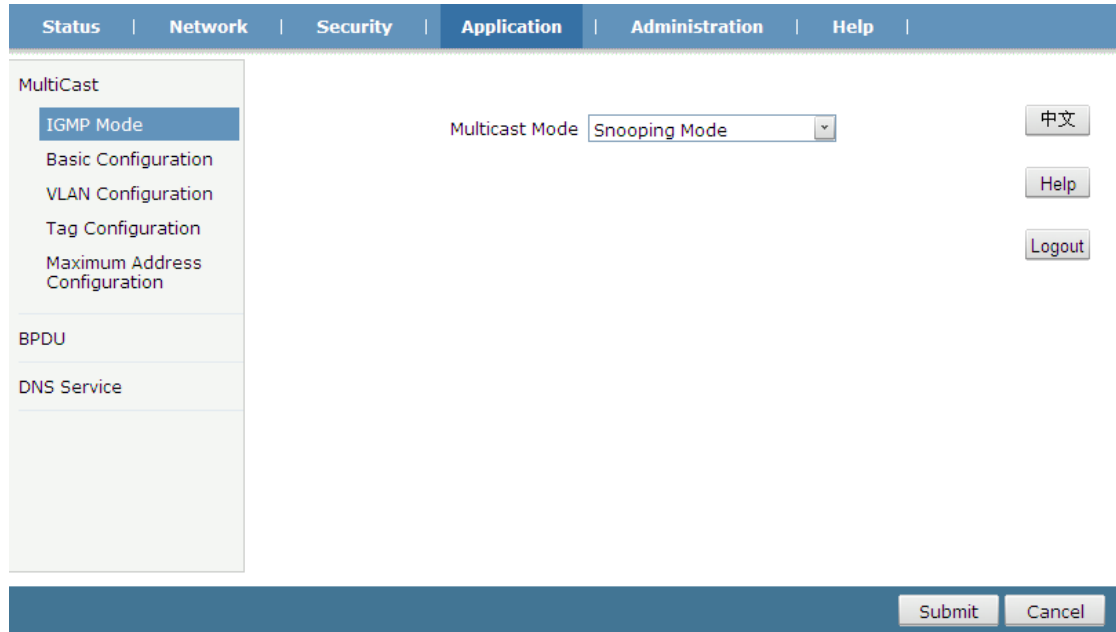 Status | Network | Security | Application | Administration | Help |
MultiCast
IGMP Mode
Basic Configuration
VLAN Configuration
Tag Configuration
Maximum Address
Configuration
BPDU
DNS Service
Multicast Mode Snooping Mode
中文
Help
Logout
Submit Cancel